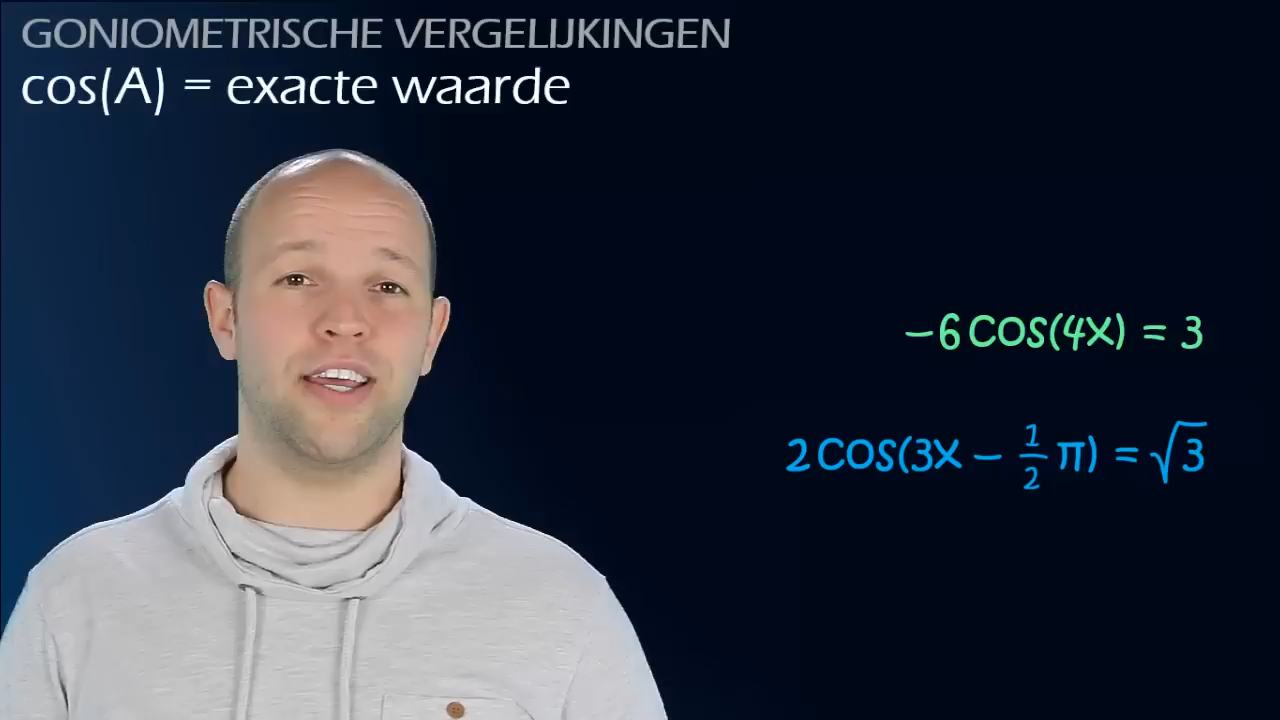 GONIOMETRISCHE VERGELIJKINGEN
cos(A) = exacte waarde
−6 COS(4X) = 3
2 COS(3X − 1/2 π) = √3